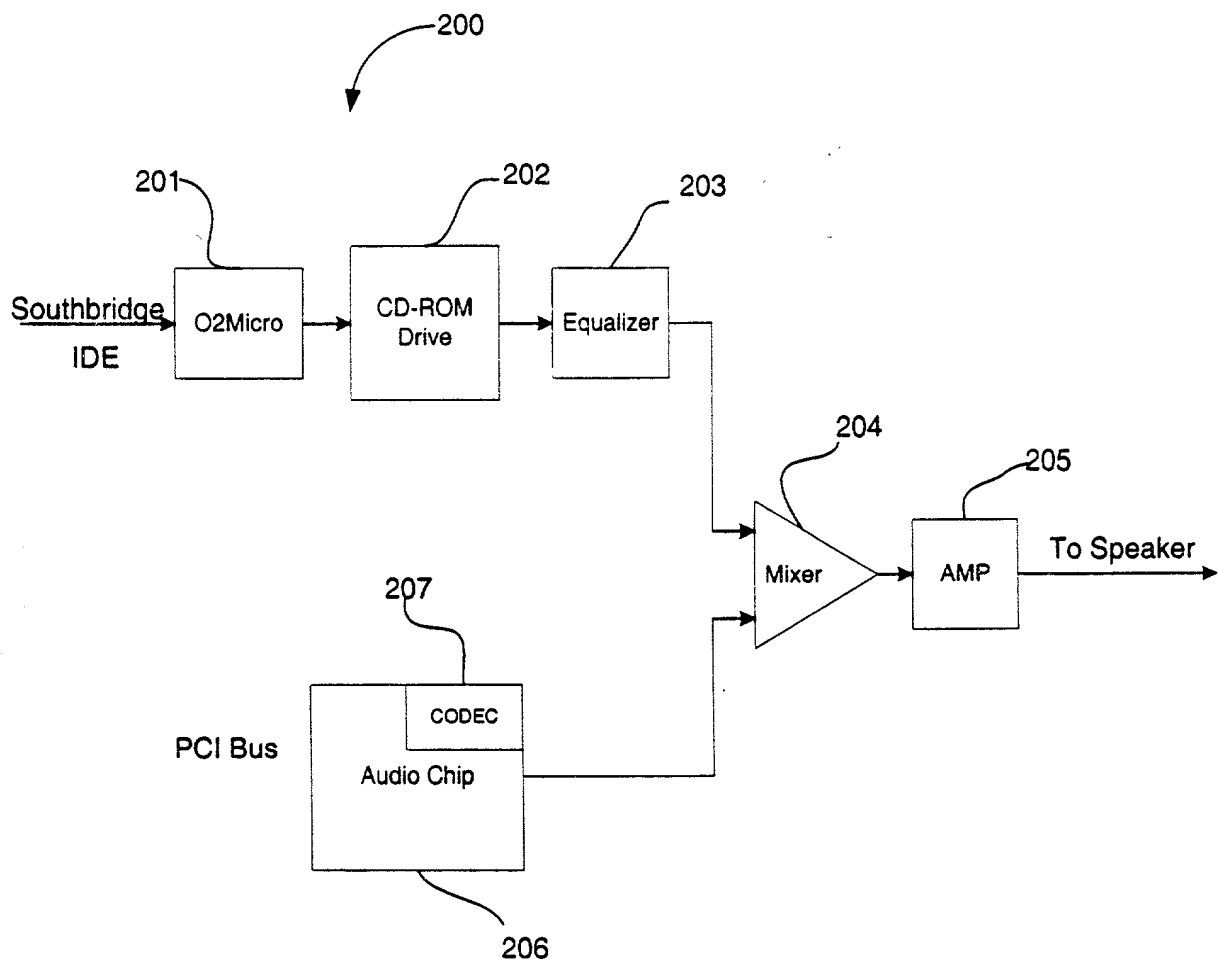 200
201
202
203
Southbridge
IDE
O2Micro
CD-ROM
Drive
Equalizer
204
205
Mixer
AMP
To Speaker
207
CODEC
PCI Bus
Audio Chip
206